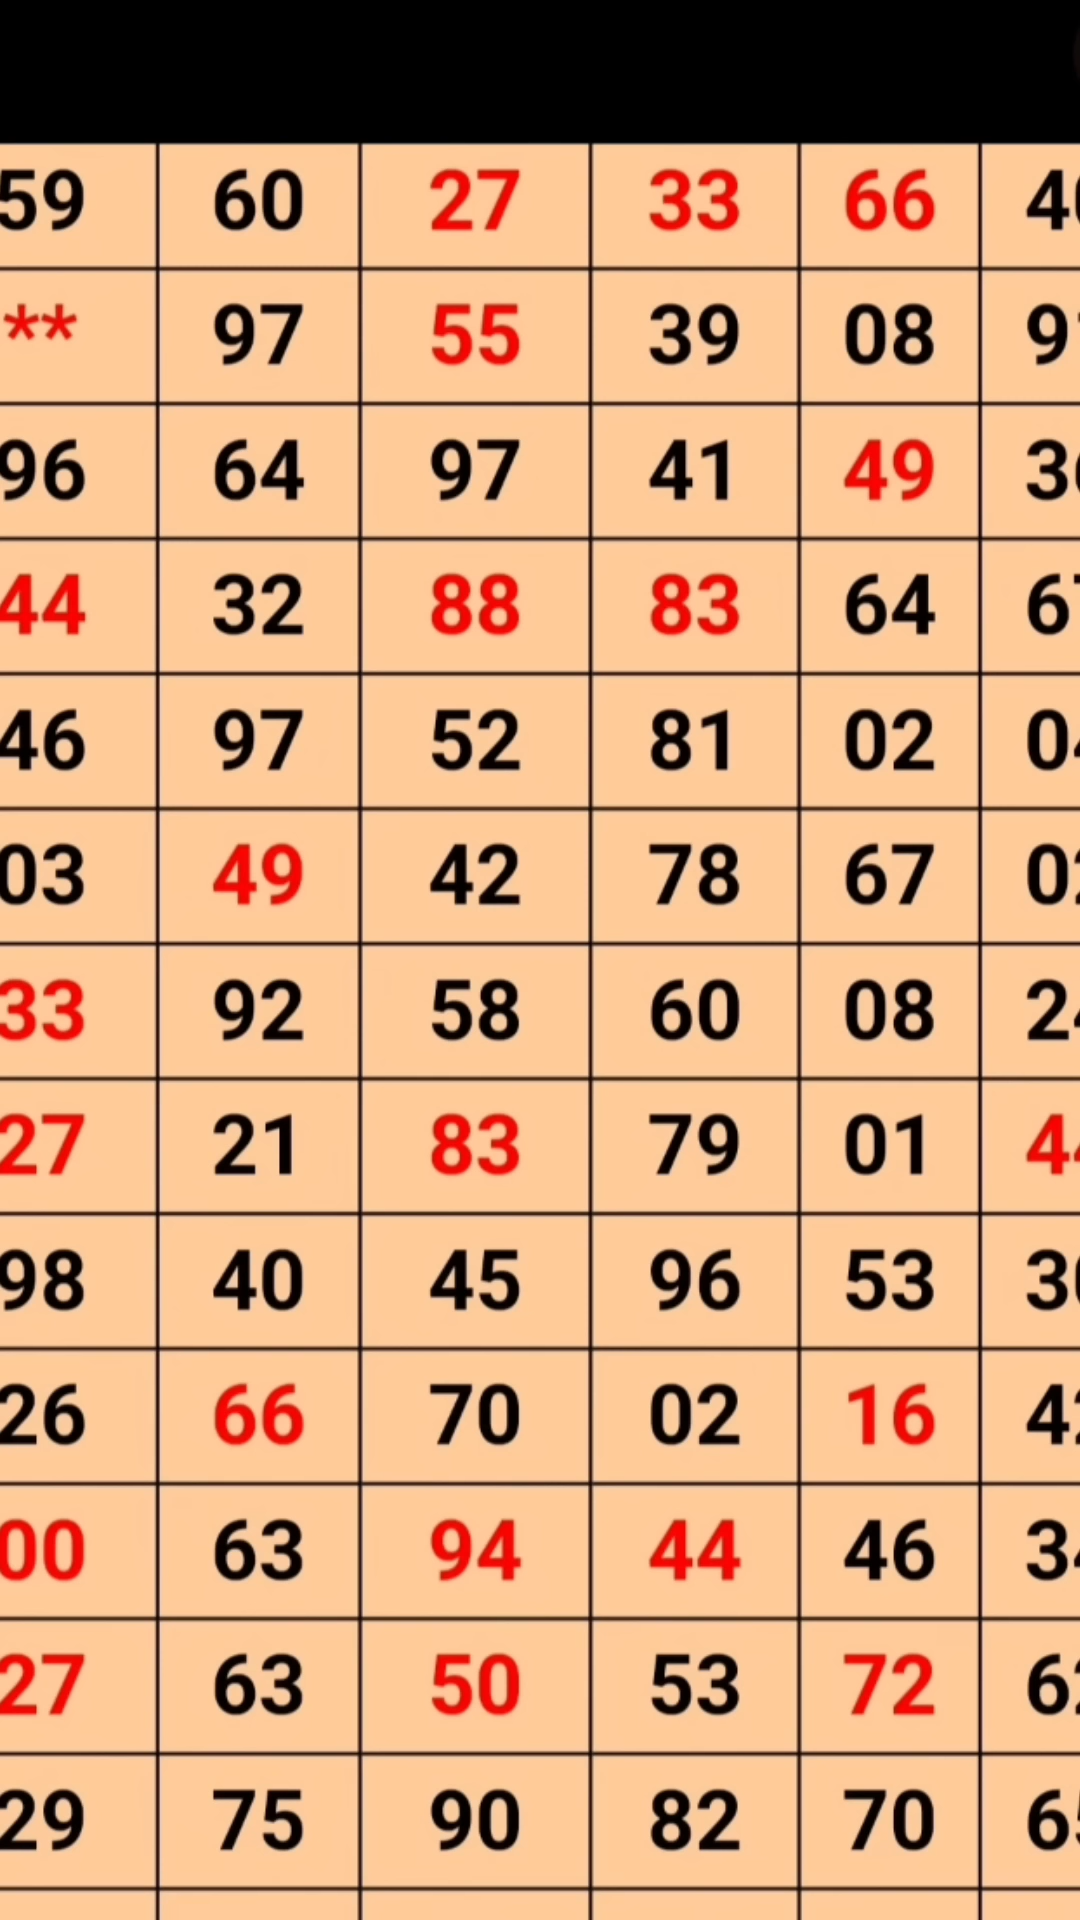 59 60 27 33 66
** 97 55 39 08
96 64 97 41 49
44 32 88 83 64
46 97 52 81 02
03 49 42 78 67
33 92 58 60 08
27 21 83 79 01
98 40 45 96 53
26 66 70 02 16
00 63 94 44 46
27 63 50 53 72
29 75 90 82 70